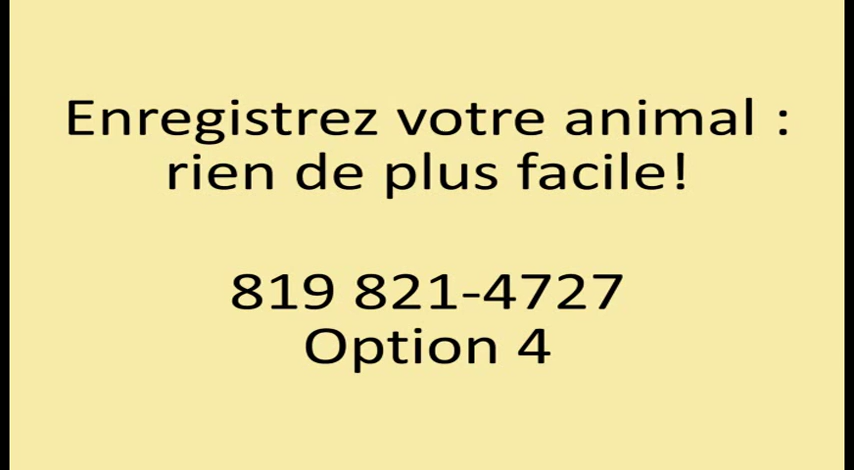 Enregistrez votre animal :
rien de plus facile!
819 821-4727
Option 4